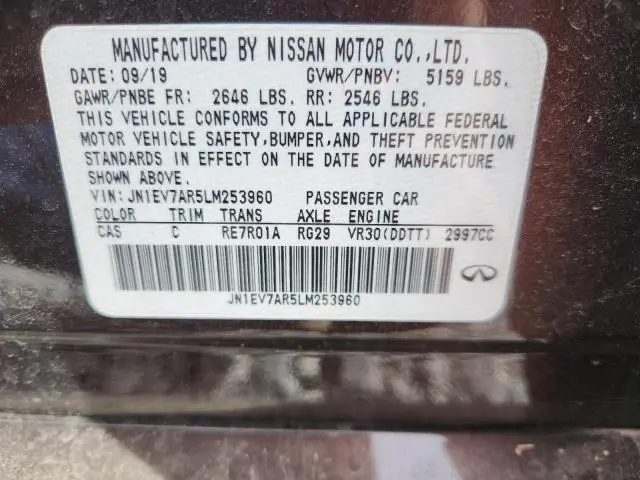 MANUFACTURED BY NISSAN MOTOR CO.,LTD.
DATE: 09/19 GVWR/PNBV: 5159 LBS.
GAWR/PNBE FR: 2646 LBS. RR: 2546 LBS.
THIS VEHICLE CONFORMS TO ALL APPLICABLE FEDERAL
MOTOR VEHICLE SAFETY,BUMPER,AND THEFT PREVENTION
STANDARDS IN EFFECT ON THE DATE OF MANUFACTURE
SHOWN ABOVE.
VIN: JN1EV7AR5LM253960 PASSENGER CAR
COLOR TRIM TRANS AXLE ENGINE
CAS C RE7R01A RG29 VR30(DDTT) 2997CC
JN1EV7AR5LM253960